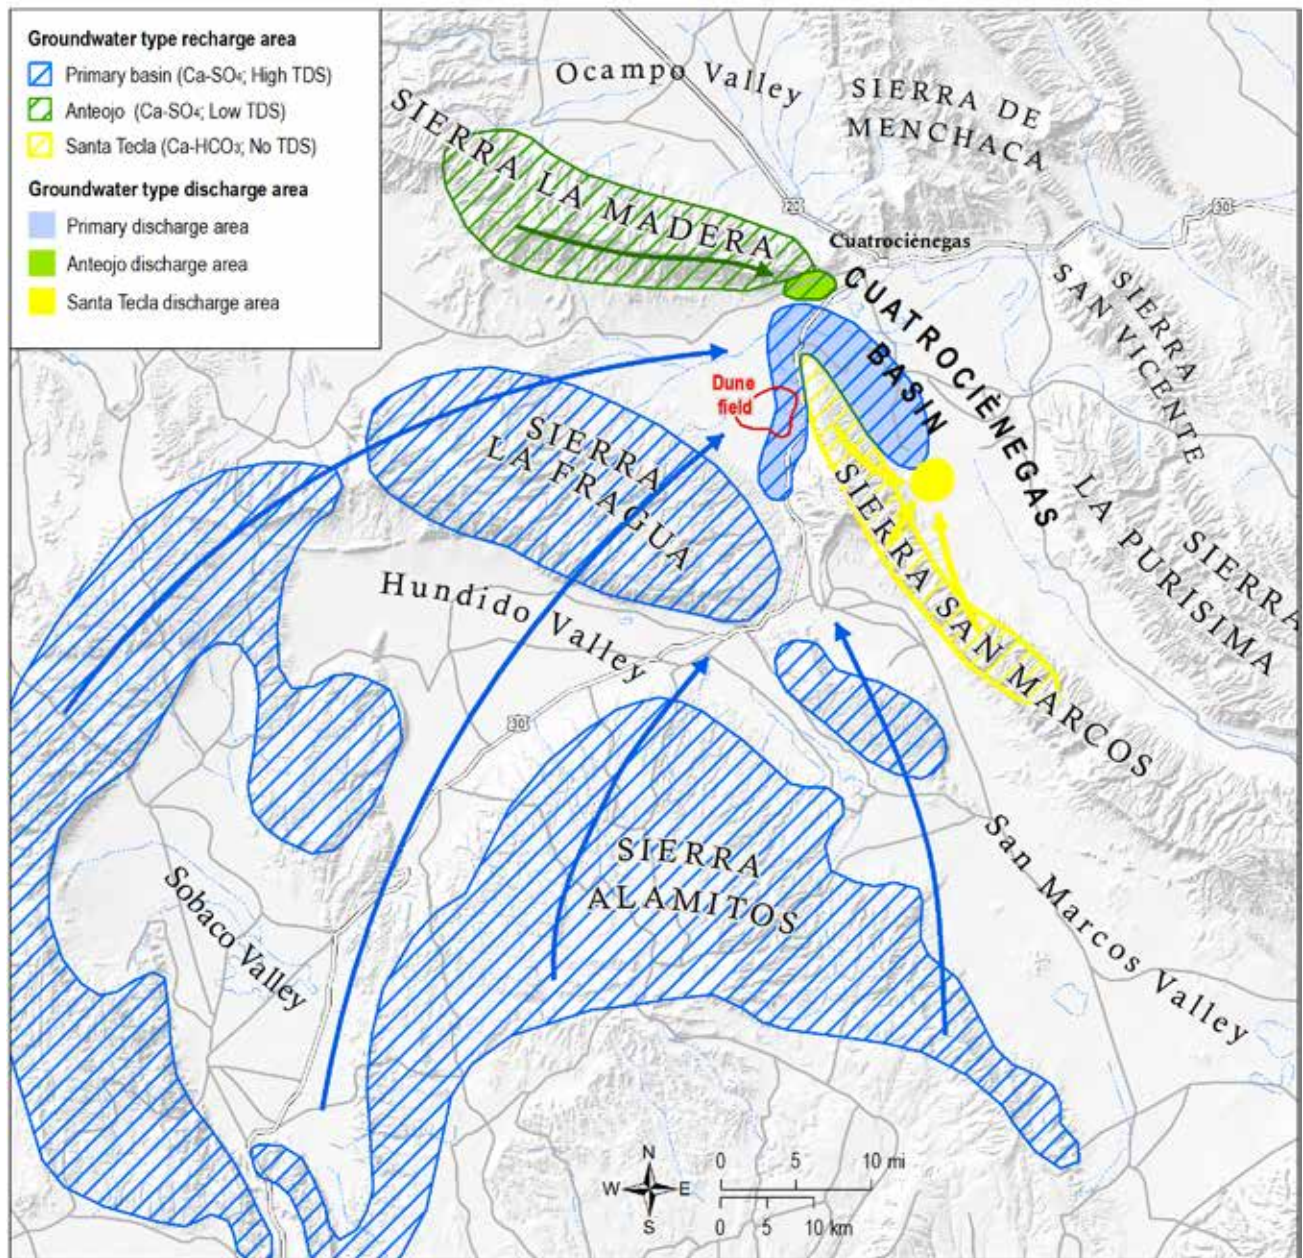 Groundwater type recharge area
Primary basin (Ca-SO₄; High TDS)
Anteojo (Ca-SO₄; Low TDS)
Santa Tecla (Ca-HCO₃; No TDS)
Groundwater type discharge area
Primary discharge area
Anteojo discharge area
Santa Tecla discharge area
Ocampo Valley
SIERRA DE
MENCHACA
SIERRA LA MADERA
20
30
Cuatrociénegas
CUATROCIÉNEGAS
BASIN
SIERRA
SAN VICENTE
Dune
field
SIERRA
LA FRAGUA
SIERRA SAN MARCOS
SIERRA
LA PURISIMA
Hundido Valley
30
SIERRA
ALAMITOS
Sobaco Valley
San Marcos Valley
N
W
E
S
0
5
10 mi
0
5
10 km